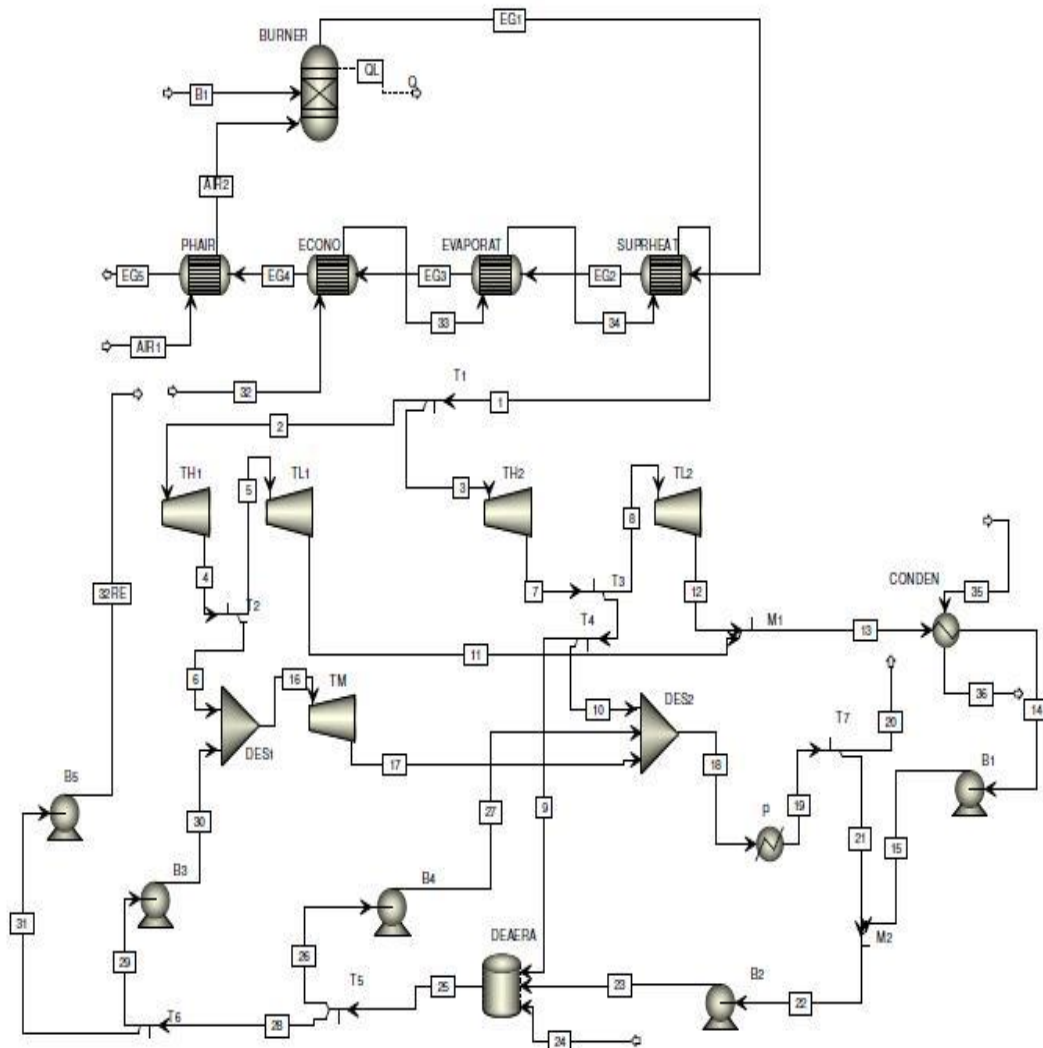 EG1
BURNER
QL
Q
B1
AIR2
PHAIR
ECONO
EVAPORAT
SUPRHEAT
EG5
EG4
EG3
EG2
33
34
AIR1
32
T1
1
2
TH1
5
TL1
3
TH2
8
TL2
4
T2
7
T3
12
CONDEN
35
32RE
T4
M1
13
11
6
16
TM
10
DES2
36
14
DES1
17
18
T7
20
B5
30
27
9
P
19
B1
21
15
B3
B4
31
26
DEAERA
M2
29
T5
25
23
B2
22
T6
28
24